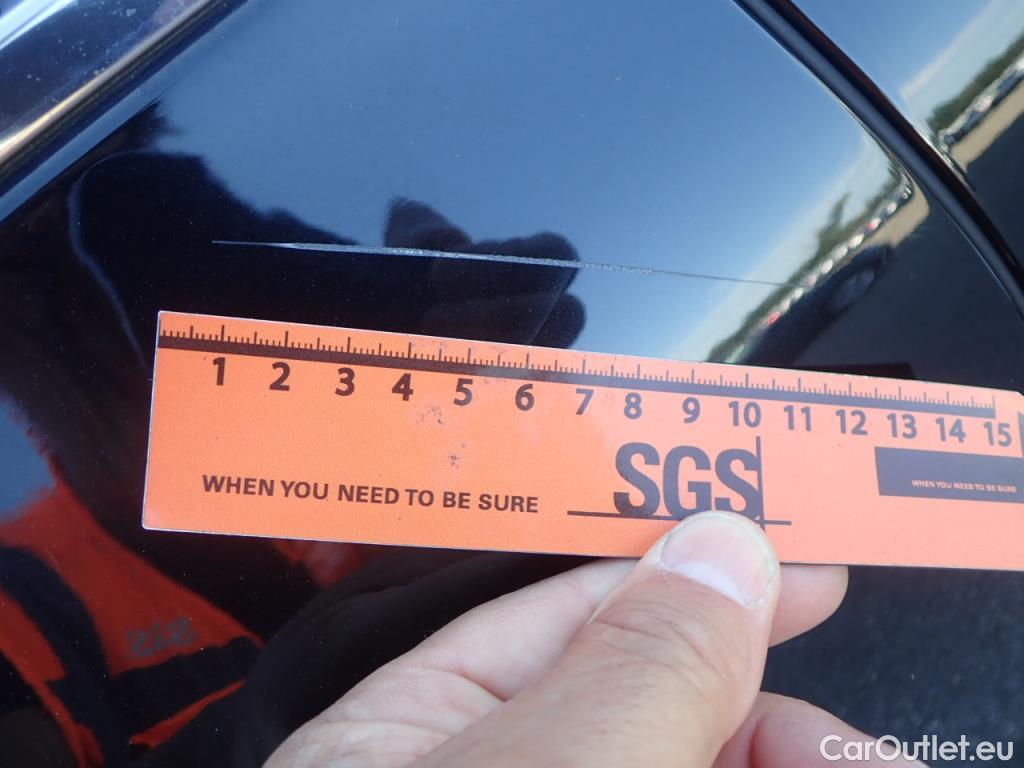 1 2 3 4 5 6 7 8 9 10 11 12 13 14 15
SGS
WHEN YOU NEED TO BE SURE
WHEN YOU NEED TO BE SURE
CarOutlet.eu